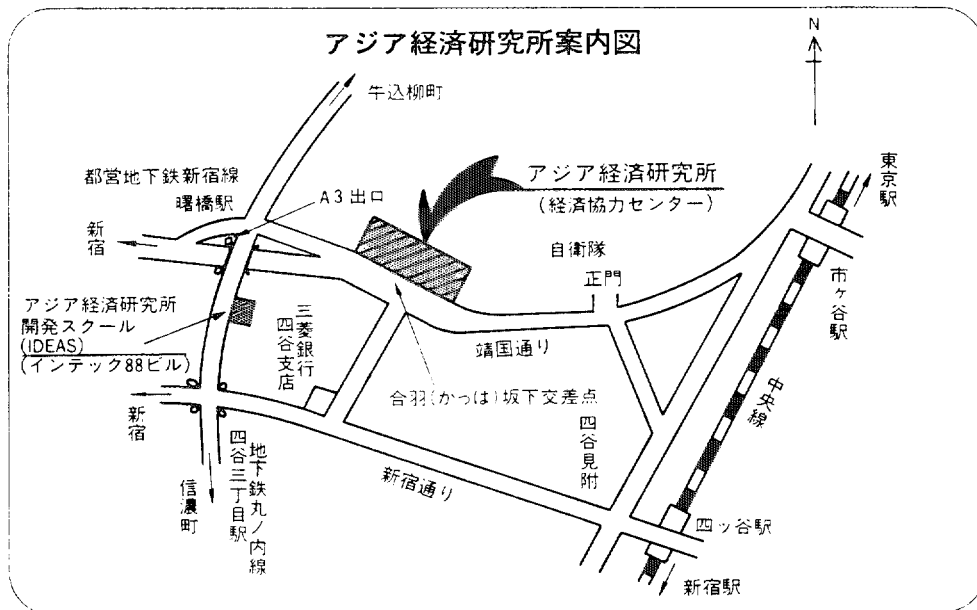 アジア経済研究所案内図
N
牛込柳町
都営地下鉄新宿線
曙橋駅
A3出口
アジア経済研究所
(経済協力センター)
東京駅
新宿
自衛隊
正門
市ヶ谷駅
アジア経済研究所
開発スクール
(IDEAS)
(インテック88ビル)
三菱銀行
四谷支店
靖国通り
合羽(かっは)坂下交差点
中央線
新宿
四谷見附
新宿通り
信濃町
地下鉄丸ノ内線
四谷三丁目駅
四ッ谷駅
新宿駅